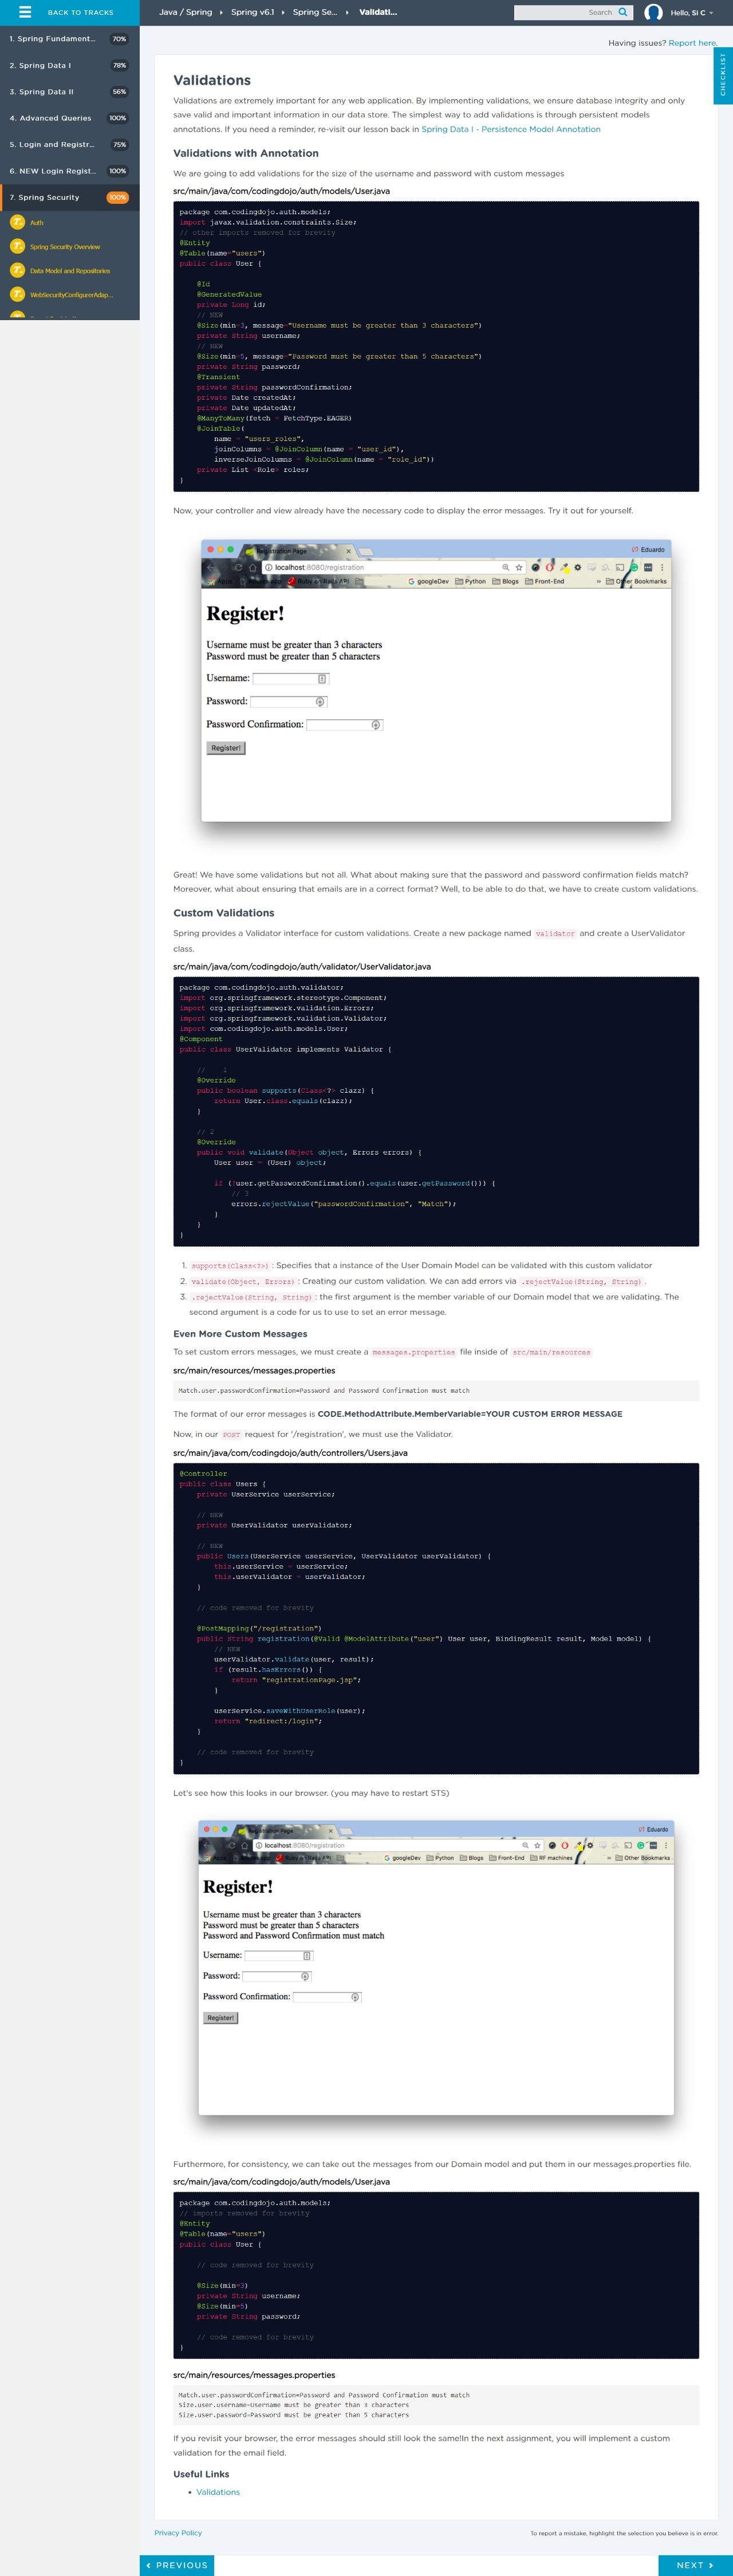 BACK TO TRACKS
Java / Spring
Spring v6.1
Spring Se...
Validati...
Search
Hello, Si C
1. Spring Fundament... 70%
2. Spring Data I 78%
3. Spring Data II 56%
4. Advanced Queries 100%
5. Login and Registr... 75%
6. NEW Login Regist... 100%
7. Spring Security 100%
Auth
Spring Security Overview
Data Model and Repositories
WebSecurityConfigurerAdap...
Having issues? Report here.
CHECKLIST
Validations
Validations are extremely important for any web application. By implementing validations, we ensure database integrity and only
save valid and important information in our data store. The simplest way to add validations is through persistent models
annotations. If you need a reminder, re-visit our lesson back in Spring Data I - Persistence Model Annotation
Validations with Annotation
We are going to add validations for the size of the username and password with custom messages
src/main/java/com/codingdojo/auth/models/User.java
package com.codingdojo.auth.models;
import javax.validation.constraints.Size;
// other imports removed for brevity
@Entity
@Table(name="users")
public class User {
@Id
@GeneratedValue
private Long id;
// NEW
@Size(min=3, message="Username must be greater than 3 characters")
private String username;
// NEW
@Size(min=5, message="Password must be greater than 5 characters")
private String password;
@Transient
private String passwordConfirmation;
private Date createdAt;
private Date updatedAt;
@ManyToMany(fetch = FetchType.EAGER)
@JoinTable(
name = "users_roles",
joinColumns = @JoinColumn(name = "user_id"),
inverseJoinColumns = @JoinColumn(name = "role_id"))
private List <Role> roles;
}
Now, your controller and view already have the necessary code to display the error messages. Try it out for yourself.
Registration Page
Eduardo
localhost:8080/registration
Apps
Ruby on Rails API
googleDev
Python
Blogs
Front-End
Other Bookmarks
Register!
Username must be greater than 3 characters
Password must be greater than 5 characters
Username:
Password:
Password Confirmation:
Register!
Great! We have some validations but not all. What about making sure that the password and password confirmation fields match?
Moreover, what about ensuring that emails are in a correct format? Well, to be able to do that, we have to create custom validations.
Custom Validations
Spring provides a Validator interface for custom validations. Create a new package named validator and create a UserValidator
class.
src/main/java/com/codingdojo/auth/validator/UserValidator.java
package com.codingdojo.auth.validator;
import org.springframework.stereotype.Component;
import org.springframework.validation.Errors;
import org.springframework.validation.Validator;
import com.codingdojo.auth.models.User;
@Component
public class UserValidator implements Validator {
// 1
@Override
public boolean supports(Class<?> clazz) {
return User.class.equals(clazz);
}
// 2
@Override
public void validate(Object object, Errors errors) {
User user = (User) object;
if (!user.getPasswordConfirmation().equals(user.getPassword())) {
// 3
errors.rejectValue("passwordConfirmation", "Match");
}
}
}
1. supports(Class<?>) : Specifies that a instance of the User Domain Model can be validated with this custom validator
2. validate(Object, Errors) : Creating our custom validation. We can add errors via .rejectValue(String, String) .
3. .rejectValue(String, String) : the first argument is the member variable of our Domain model that we are validating. The
second argument is a code for us to use to set an error message.
Even More Custom Messages
To set custom errors messages, we must create a messages.properties file inside of src/main/resources
src/main/resources/messages.properties
Match.user.passwordConfirmation=Password and Password Confirmation must match
The format of our error messages is CODE.MethodAttribute.MemberVariable=YOUR CUSTOM ERROR MESSAGE
Now, in our POST request for '/registration', we must use the Validator.
src/main/java/com/codingdojo/auth/controllers/Users.java
@Controller
public class Users {
private UserService userService;
// NEW
private UserValidator userValidator;
// NEW
public Users(UserService userService, UserValidator userValidator) {
this.userService = userService;
this.userValidator = userValidator;
}
// code removed for brevity
@PostMapping("/registration")
public String registration(@Valid @ModelAttribute("user") User user, BindingResult result, Model model) {
// NEW
userValidator.validate(user, result);
if (result.hasErrors()) {
return "registrationPage.jsp";
}
userService.saveWithUserRole(user);
return "redirect:/login";
}
// code removed for brevity
}
Let's see how this looks in our browser. (you may have to restart STS)
Registration Page
Eduardo
localhost:8080/registration
Ruby on Rails API
googleDev
Python
Blogs
Front-End
RF machines
Other Bookmarks
Register!
Username must be greater than 3 characters
Password must be greater than 5 characters
Password and Password Confirmation must match
Username:
Password:
Password Confirmation:
Register!
Furthermore, for consistency, we can take out the messages from our Domain model and put them in our messages.properties file.
src/main/java/com/codingdojo/auth/models/User.java
package com.codingdojo.auth.models;
// imports removed for brevity
@Entity
@Table(name="users")
public class User {
// code removed for brevity
@Size(min=3)
private String username;
@Size(min=5)
private String password;
// code removed for brevity
}
src/main/resources/messages.properties
Match.user.passwordConfirmation=Password and Password Confirmation must match
Size.user.username=Username must be greater than 3 characters
Size.user.password=Password must be greater than 5 characters
If you revisit your browser, the error messages should still look the same!In the next assignment, you will implement a custom
validation for the email field.
Useful Links
• Validations
Privacy Policy
To report a mistake, highlight the selection you believe is in error.
PREVIOUS
NEXT